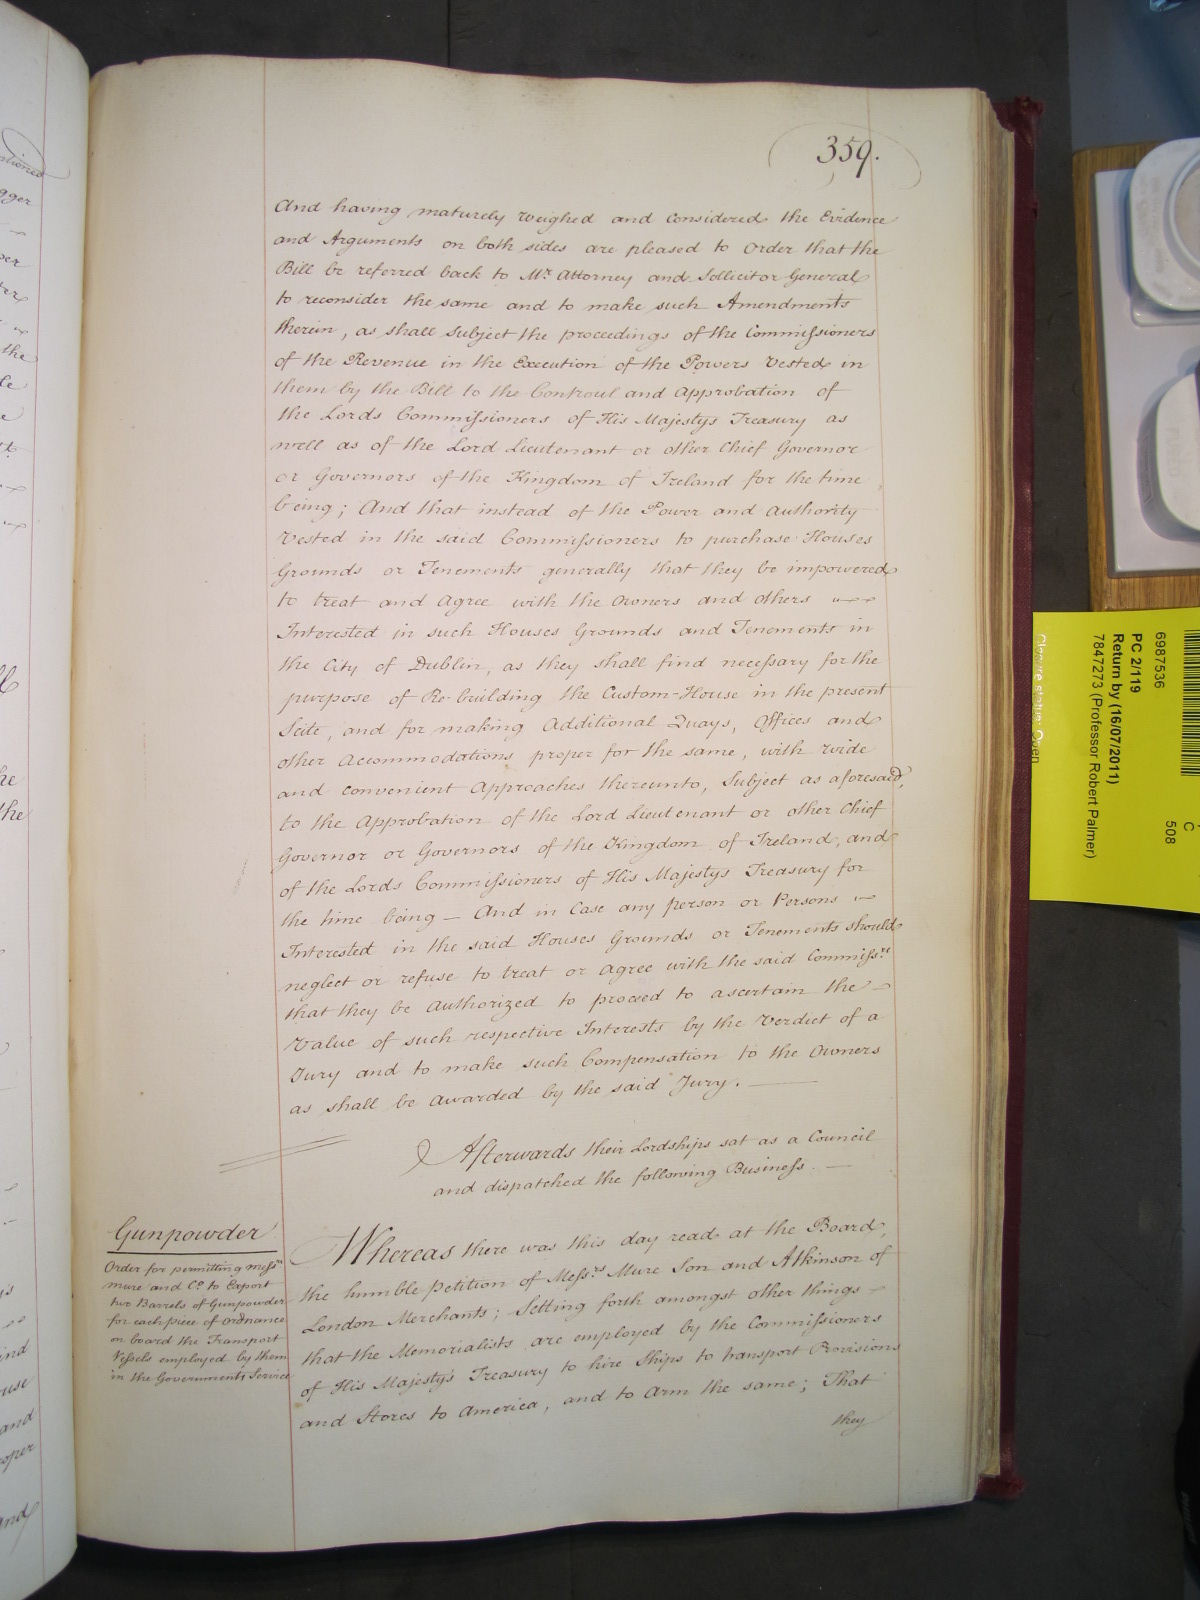 359.
And having maturely weighed and considered the Evidence
and Arguments on both sides are pleased to order that the
Bill be referred back to Mr. Attorney and Sollicitor General
to reconsider the same and to make such Amendments
therein, as shall subject the proceedings of the Commissioners
of the Revenue in the Execution of the Powers Vested in
them by the Bill to the Controul and Approbation of
the Lords Commissioners of His Majestys Treasury as
well as of the Lord Lieutenant or other Chief Governor
or Governors of the Kingdom of Ireland for the time
being; And that instead of the Power and Authority
Vested in the said Commissioners to purchase Houses
Grounds or Tenements generally that they be impowered
to treat and Agree with the Owners and others
Interested in such Houses Grounds and Tenements in
the City of Dublin, as they shall find necessary for the
purpose of Re-building the Custom-House in the present
Scite, and for making Additional Quays, Offices and
other Accommodations proper for the same, with wide
and convenient Approaches thereunto, Subject as aforesaid,
to the Approbation of the Lord Lieutenant or other Chief
Governor or Governors of the Kingdom of Ireland, and
of the Lords Commissioners of His Majestys Treasury for
the time being — And in Case any person or Persons
Interested in the said Houses Grounds or Tenements should
neglect or refuse to treat or Agree with the said Commissrs.
that they be Authorized to proceed to ascertain the
Value of such respective Interests by the Verdict of a
Jury and to make such Compensation to the Owners
as shall be Awarded by the said Jury.
Afterwards their Lordships sat as a Council
and dispatched the following Business.
Gunpowder
Order for permitting Messrs.
Mure and Co. to Export
two Barrels of Gunpowder
for each piece of Ordnance
on board the Transport
Vessels employed by them
in the Governments Service
Whereas there was this day read at the Board,
the humble Petition of Messrs. Mure Son and Atkinson of
London Merchants; Setting forth amongst other things
that the Memorialists are employed by the Commissioners
of His Majesty's Treasury to hire Ships to transport Provisions
and Stores to America, and to Arm the same; That
they
6987536
PC 2/119
Return by (16/07/2011)
7847273 (Professor Robert Palmer)
Closure status: Open
C
508